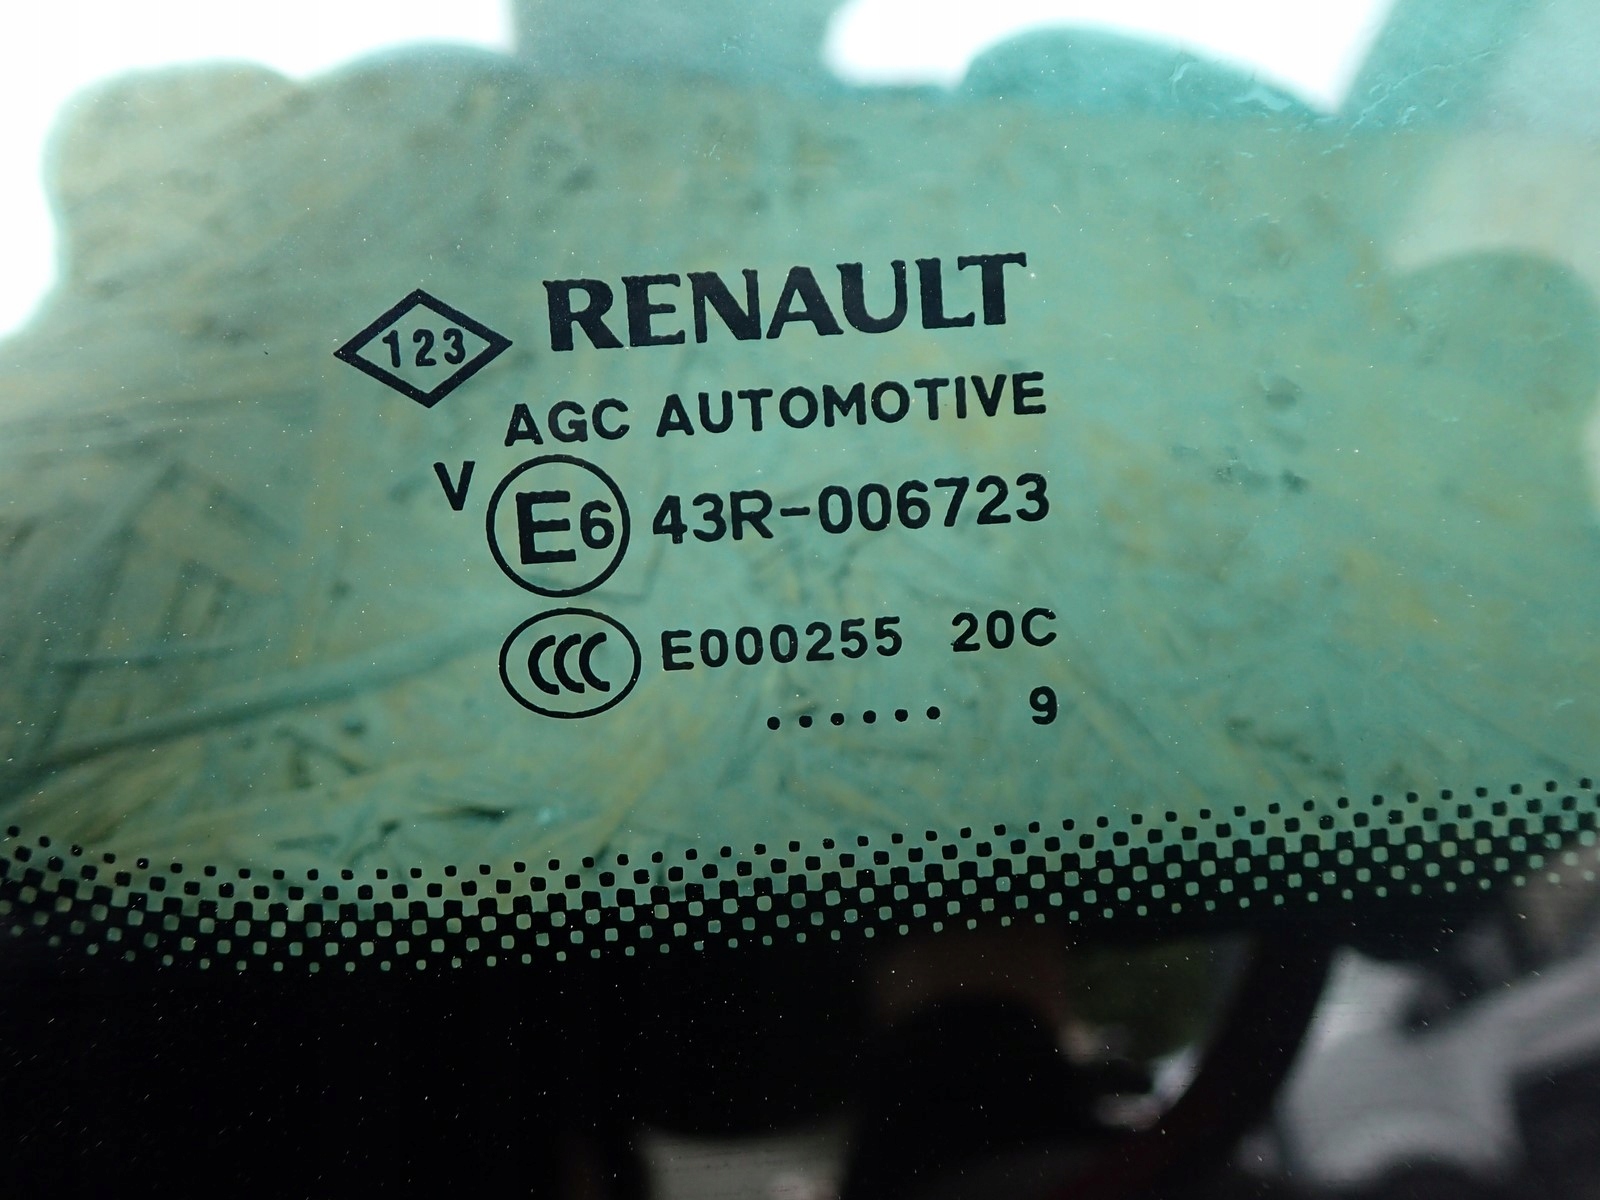 123 RENAULT
AGC AUTOMOTIVE
V E6 43R-006723
CCC E000255 20C
...... 9